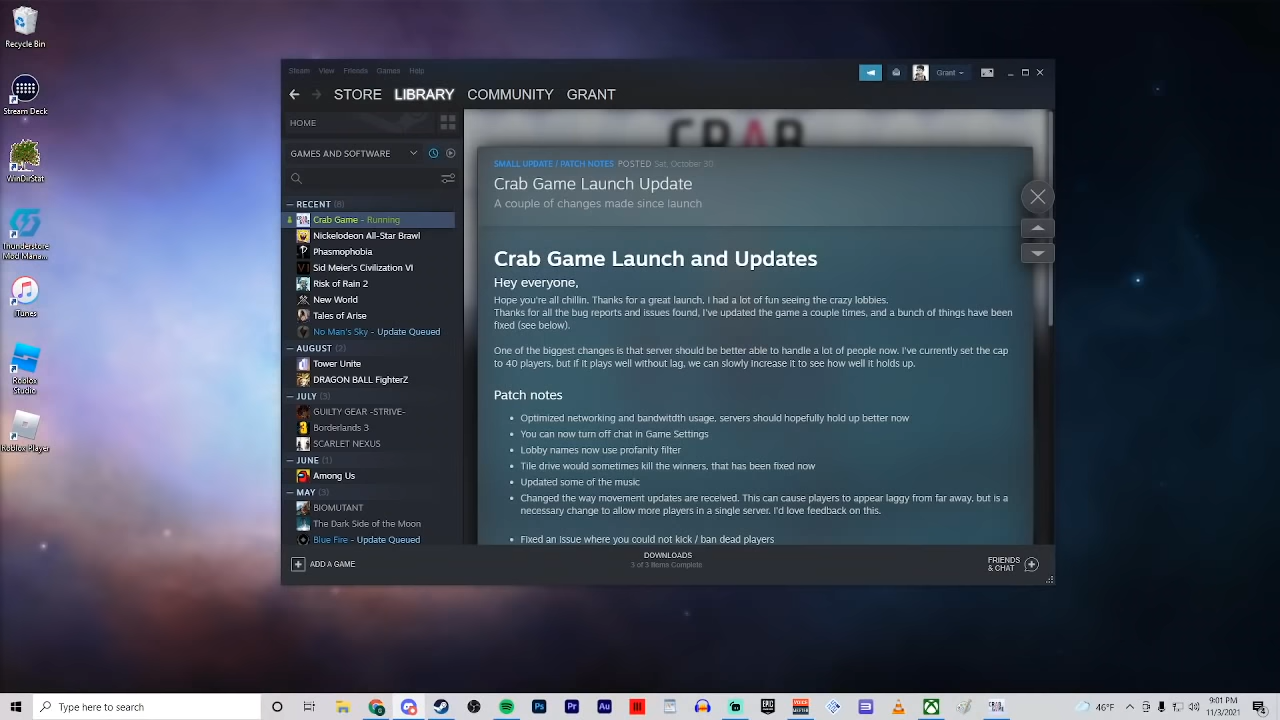 Recycle Bin
Stream Deck
WinDirStat
Thunderstore
Mod Manager
iTunes
Roblox
Studio
Roblox Player
Steam View Friends Games Help
Grant
STORE LIBRARY COMMUNITY GRANT
HOME
GAMES AND SOFTWARE
RECENT (8)
Crab Game - Running
Nickelodeon All-Star Brawl
Phasmophobia
Sid Meier's Civilization VI
Risk of Rain 2
New World
Tales of Arise
No Man's Sky - Update Queued
AUGUST (2)
Tower Unite
DRAGON BALL FighterZ
JULY (3)
GUILTY GEAR -STRIVE-
Borderlands 3
SCARLET NEXUS
JUNE (1)
Among Us
MAY (3)
BIOMUTANT
The Dark Side of the Moon
Blue Fire - Update Queued
CRAB
SMALL UPDATE / PATCH NOTES POSTED Sat, October 30
Crab Game Launch Update
A couple of changes made since launch
Crab Game Launch and Updates
Hey everyone,
Hope you're all chillin. Thanks for a great launch, I had a lot of fun seeing the crazy lobbies.
Thanks for all the bug reports and issues found, I've updated the game a couple times, and a bunch of things have been
fixed (see below).
One of the biggest changes is that server should be better able to handle a lot of people now. I've currently set the cap
to 40 players, but if it plays well without lag, we can slowly increase it to see how well it holds up.
Patch notes
• Optimized networking and bandwitdth usage, servers should hopefully hold up better now
• You can now turn off chat in Game Settings
• Lobby names now use profanity filter
• Tile drive would sometimes kill the winners, that has been fixed now
• Updated some of the music
• Changed the way movement updates are received. This can cause players to appear laggy from far away, but is a
necessary change to allow more players in a single server. I'd love feedback on this.
• Fixed an issue where you could not kick / ban dead players
ADD A GAME
DOWNLOADS
3 of 3 Items Complete
FRIENDS
& CHAT
Type here to search
Ps
Pr
Au
EPIC
VOICE
MEETER
46°F
9:01 PM
11/3/2021